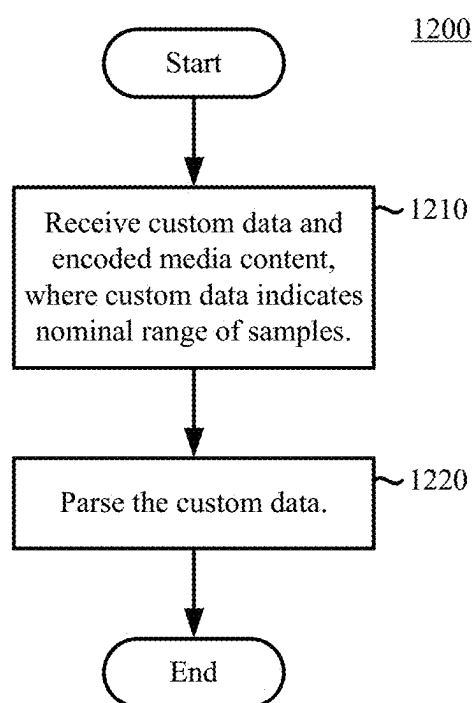 1200
Start
Receive custom data and
encoded media content,
where custom data indicates
nominal range of samples.
1210
Parse the custom data.
1220
End